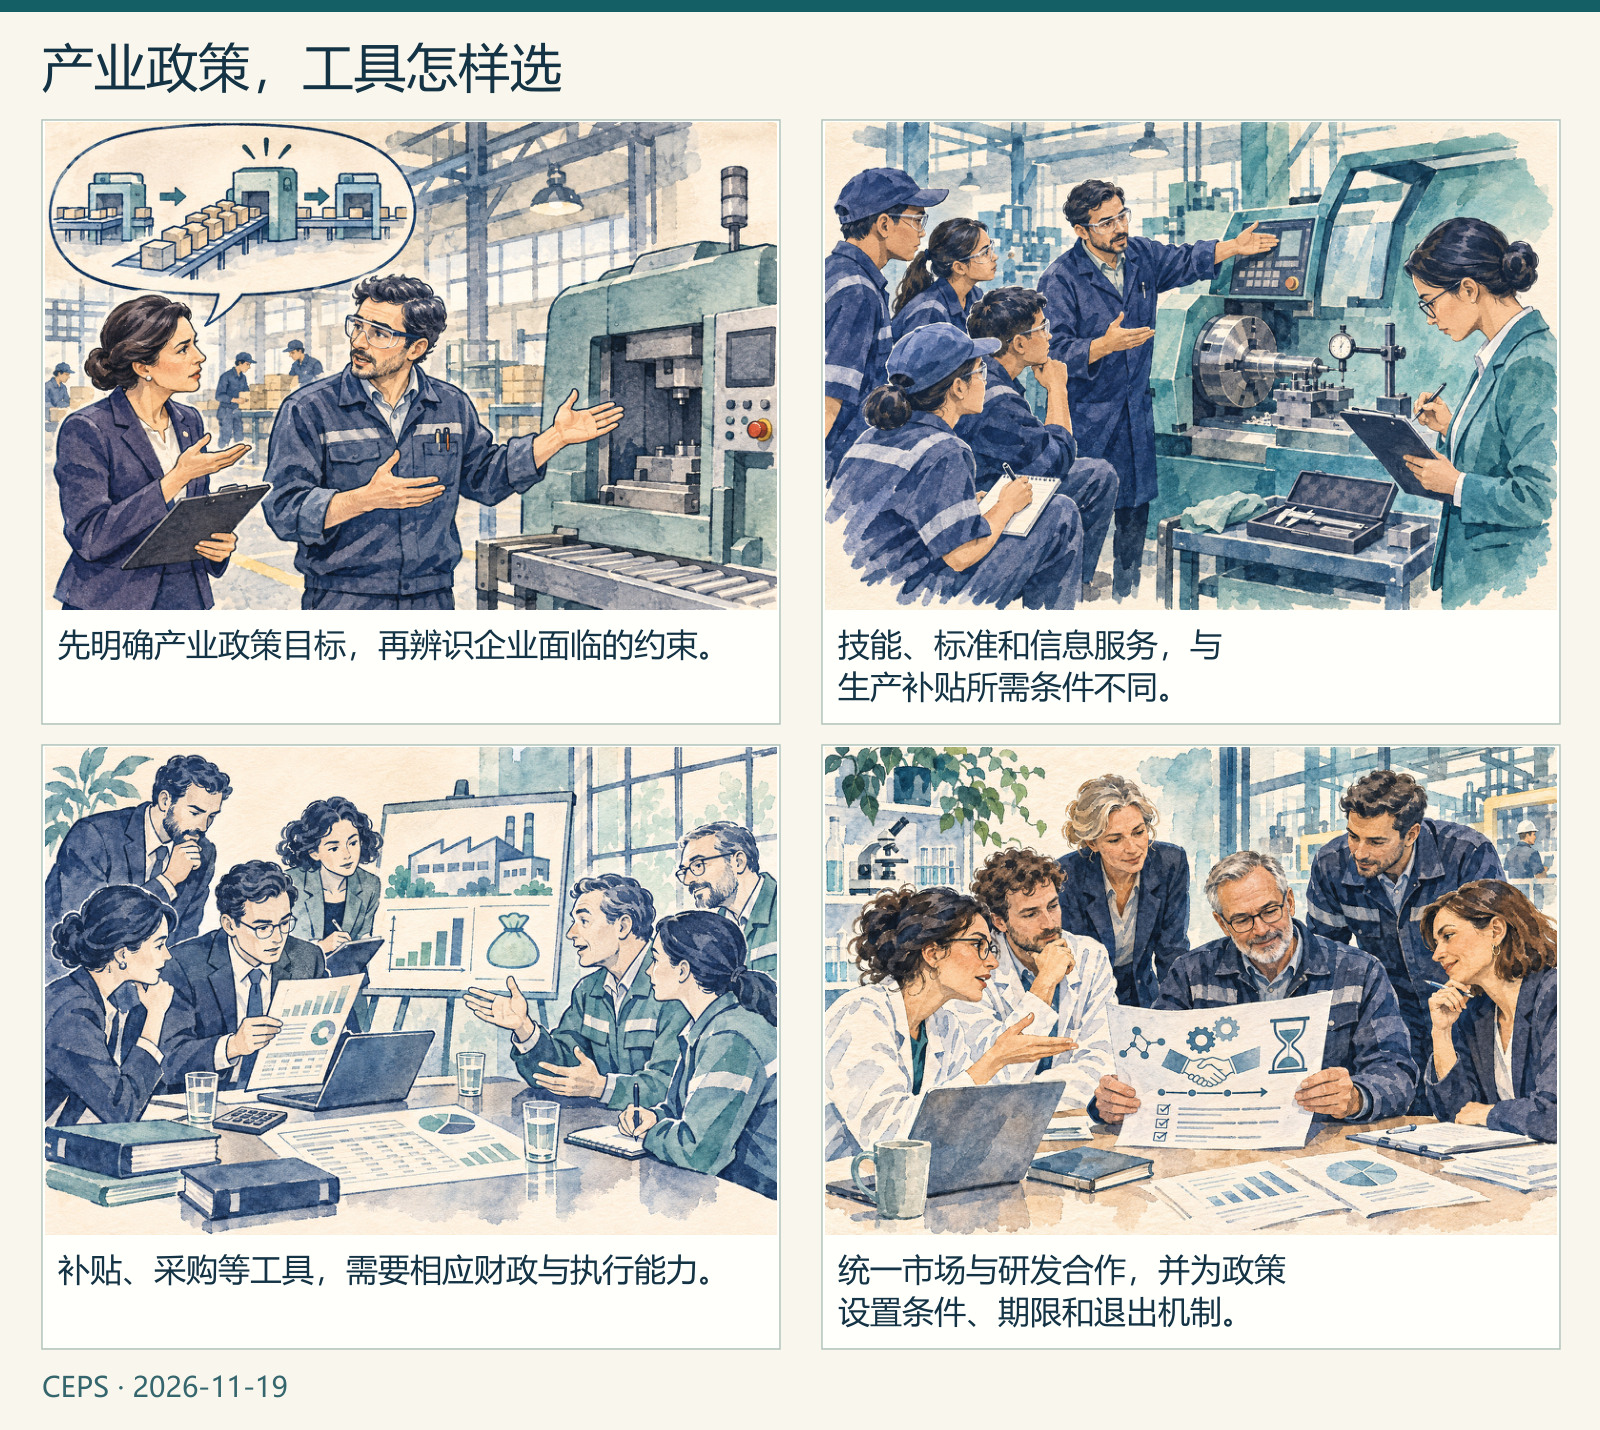 产业政策，工具怎样选
先明确产业政策目标，再辨识企业面临的约束。
技能、标准和信息服务，与
生产补贴所需条件不同。
补贴、采购等工具，需要相应财政与执行能力。
统一市场与研发合作，并为政策
设置条件、期限和退出机制。
CEPS · 2026-11-19